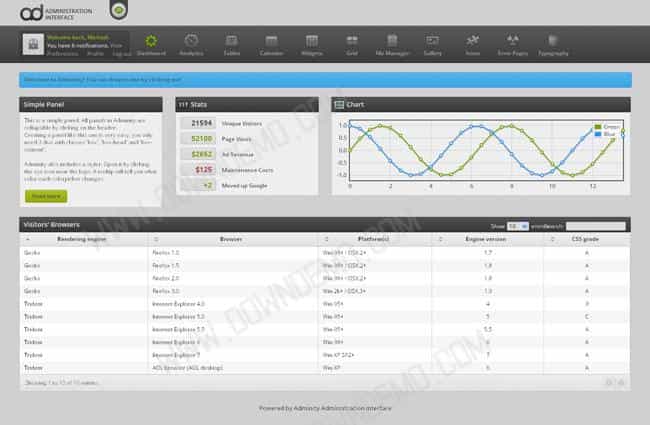 ad ADMINISTRATION
INTERFACE
Welcome back, Michael
You have 8 notifications. View
Preferences Profile Log out
Dashboard Analytics Tables Calendar Widgets Grid File Manager Gallery Icons Error Pages Typography
Welcome to Adminity! You can
Simple Panel
This is a simple panel. All panels in Adminity are
collapsible by clicking on the header.
Creating a panel like this one is very easy, you only
need 3 divs with classes 'box', 'box-head' and 'box-
content'.
Adminity also includes a styler. Open it by clicking
the eye icon near the logo. A tooltip will tell you what
color each colorpicker changes.
Read more
Stats
21594 Unique Visitors
52100 Page Views
$2652 Ad Revenue
$125 Maintenance Costs
+2 Moved up Google
Chart
1.0
0.5
0.0
-0.5
-1.0
0 2 4 6 8 10 12
Green
Blue
Visitors' Browsers
Show 10 entries Search:
Rendering engine Browser Platform(s) Engine version CSS grade
Gecko Firefox 1.0 Win 98+ / OSX.2+ 1.7 A
Gecko Firefox 1.5 Win 98+ / OSX.2+ 1.8 A
Gecko Firefox 2.0 Win 98+ / OSX.2+ 1.8 A
Gecko Firefox 3.0 Win 2k+ / OSX.3+ 1.9 A
Trident Internet Explorer 4.0 Win 95+ 4
Trident Internet Explorer 5.0 Win 95+ 5 C
Trident Internet Explorer 5.5 Win 95+ 5.5 A
Trident Internet Explorer 6 Win 98+ 6 A
Trident Internet Explorer 7 Win XP SP2+ 7 A
Trident AOL browser (AOL desktop) Win XP 6 A
Showing 1 to 10 of 10 entries
Powered by Adminity Administration Interface
WWW.DOWNDEMO.COM
WWW.DOWNDEMO.COM